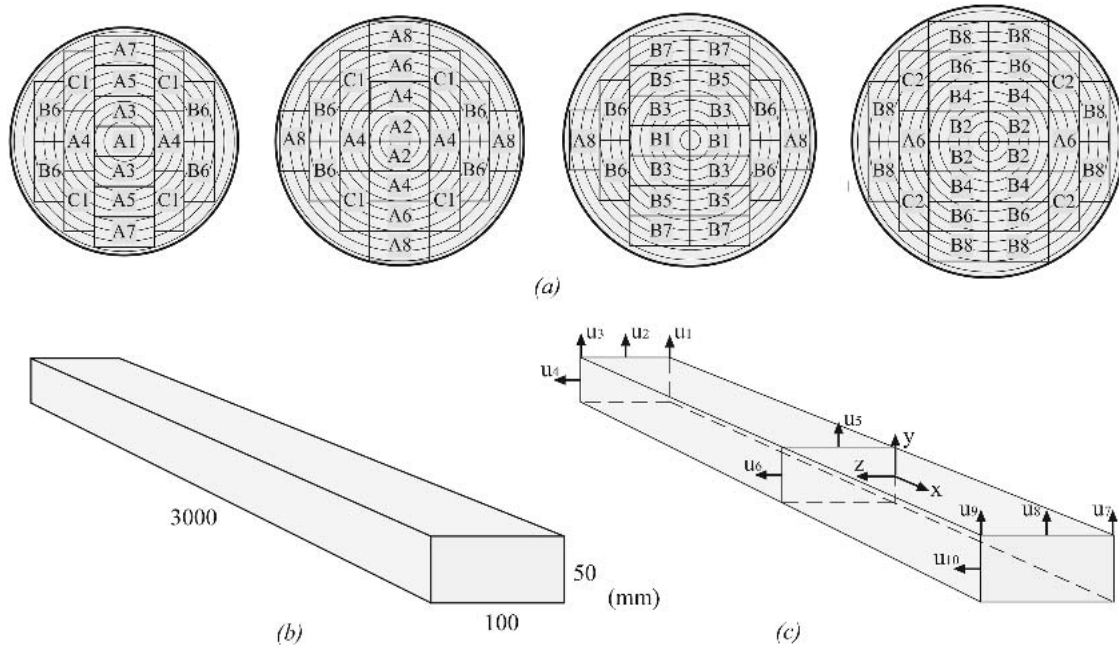 A7
C1 A5 C1
B6 A3 B6
A4 A1 A4
B6 A3 B6
C1 A5 C1
A7
A8
C1 A6 C1
B6 A4 B6
A2
A8 A4 A4 A8
A2
B6 A4 B6
C1 A6 C1
A8
B7 B7
B5 B5
B6 B3 B3 B6
A8 B1 B1 A8
B6 B3 B3 B6
B5 B5
B7 B7
B8 B8
C2 B6 B6 C2
B8 B4 B4 B8
B2 B2
A6 A6
B2 B2
B8 B4 B4 B8
C2 B6 B6 C2
B8 B8
(a)
3000
50
100
(mm)
(b)
u3 u2 u1
u4
u5 y
u6 z
x
u9 u8 u7
u10
(c)